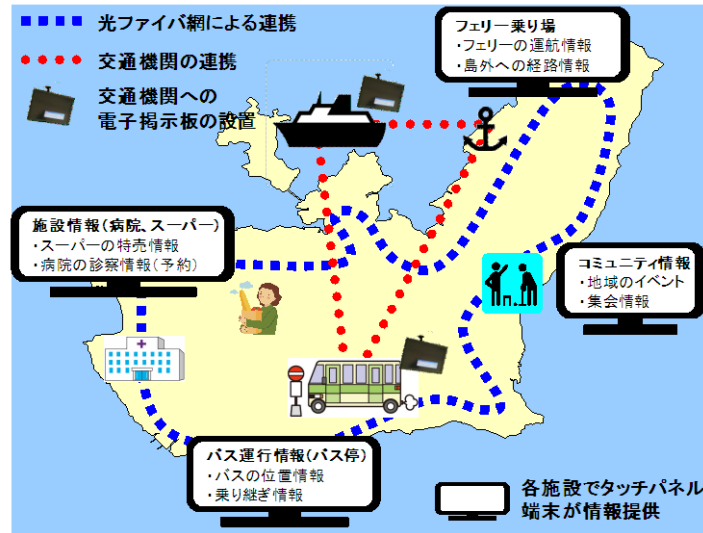 光ファイバ網による連携
交通機関の連携
交通機関への
電子掲示板の設置
フェリー乗り場
・フェリーの運航情報
・島外への経路情報
施設情報(病院、スーパー)
・スーパーの特売情報
・病院の診察情報(予約)
コミュニティ情報
・地域のイベント
・集会情報
バス運行情報(バス停)
・バスの位置情報
・乗り継ぎ情報
各施設でタッチパネル
端末が情報提供